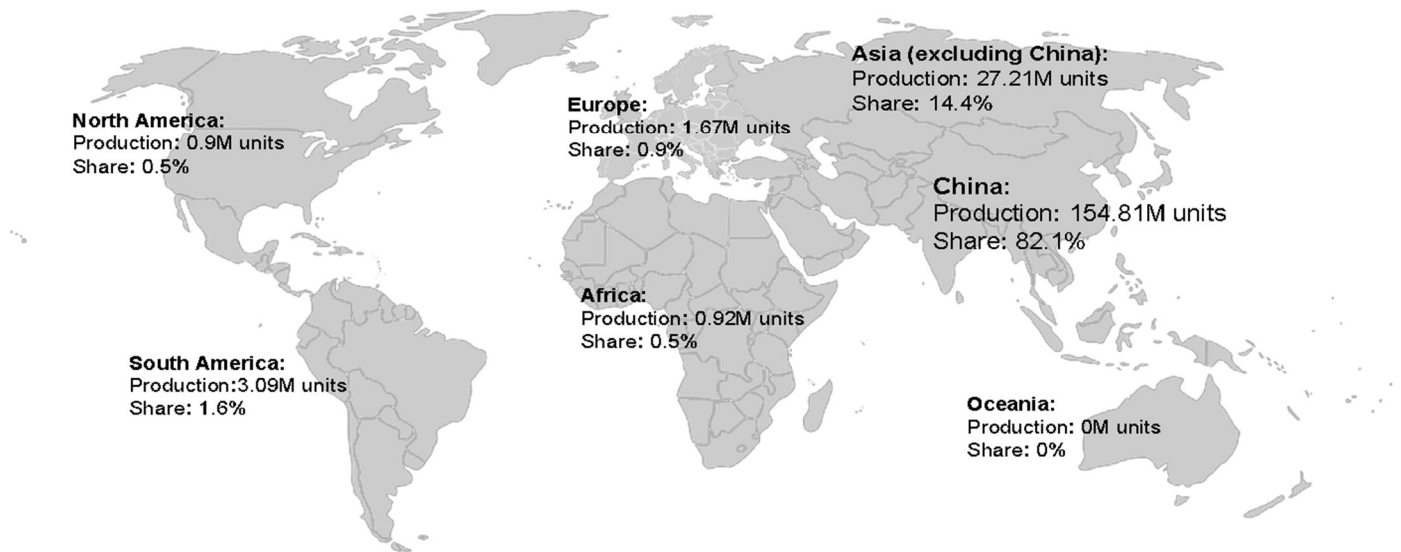 Asia (excluding China):
Production: 27.21M units
Share: 14.4%
Europe:
Production: 1.67M units
Share: 0.9%
North America:
Production: 0.9M units
Share: 0.5%
China:
Production: 154.81M units
Share: 82.1%
Africa:
Production: 0.92M units
Share: 0.5%
South America:
Production:3.09M units
Share: 1.6%
Oceania:
Production: 0M units
Share: 0%